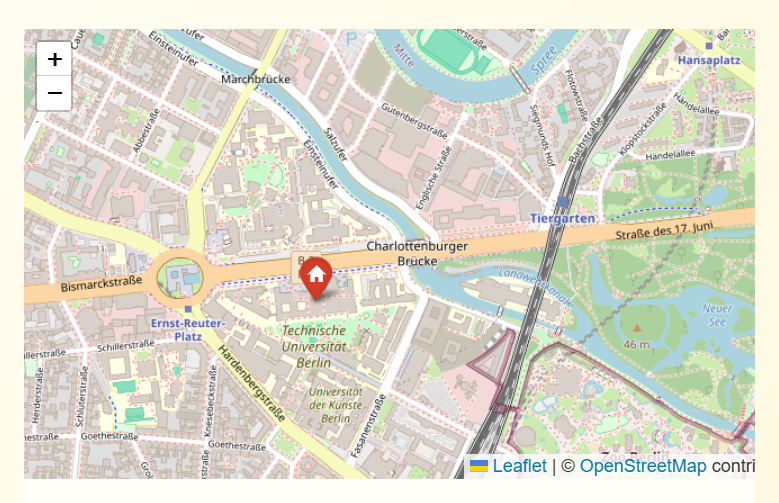 +
−
Einsteinufer
Marchbrücke
Mitte
Spree
Hansaplatz
Abbestraße
Salzufer
Einsteinufer
Gutenbergstraße
Englische Straße
Siegmunds Hof
Flotowstraße
Bachstraße
Klopstockstraße
Händelallee
Händelallee
P
Tiergarten
Straße des 17. Juni
Charlottenburger
Brücke
Bismarckstraße
Landwehrkanal
Neuer
See
46 m
Ernst-Reuter-
Platz
Schillerstraße
Technische
Universität
Berlin
Hardenbergstraße
Universität
der Künste
Berlin
Fasanenstraße
Herderstraße
Schlüterstraße
Knesebeckstraße
Goethestraße
Goethestraße
Leaflet | © OpenStreetMap contri